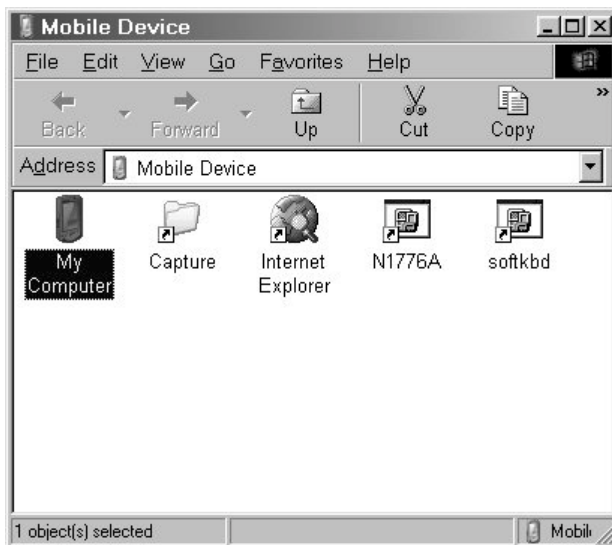 Mobile Device
File Edit View Go Favorites Help
Back Forward Up Cut Copy »
Address Mobile Device
My Computer
Capture
Internet Explorer
N1776A
softkbd
1 object(s) selected Mobil